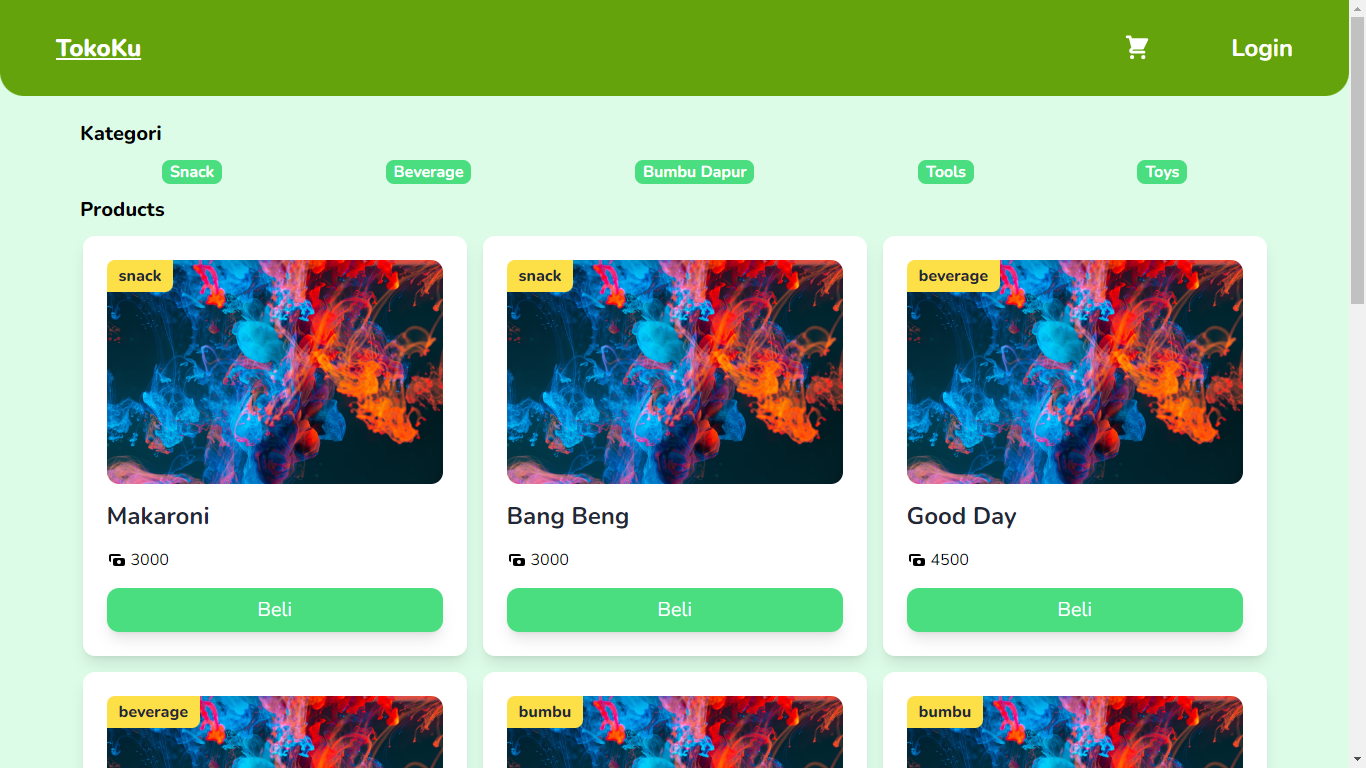 TokoKu
Login
Kategori
Snack
Beverage
Bumbu Dapur
Tools
Toys
Products
snack
Makaroni
3000
Beli
snack
Bang Beng
3000
Beli
beverage
Good Day
4500
Beli
beverage
bumbu
bumbu